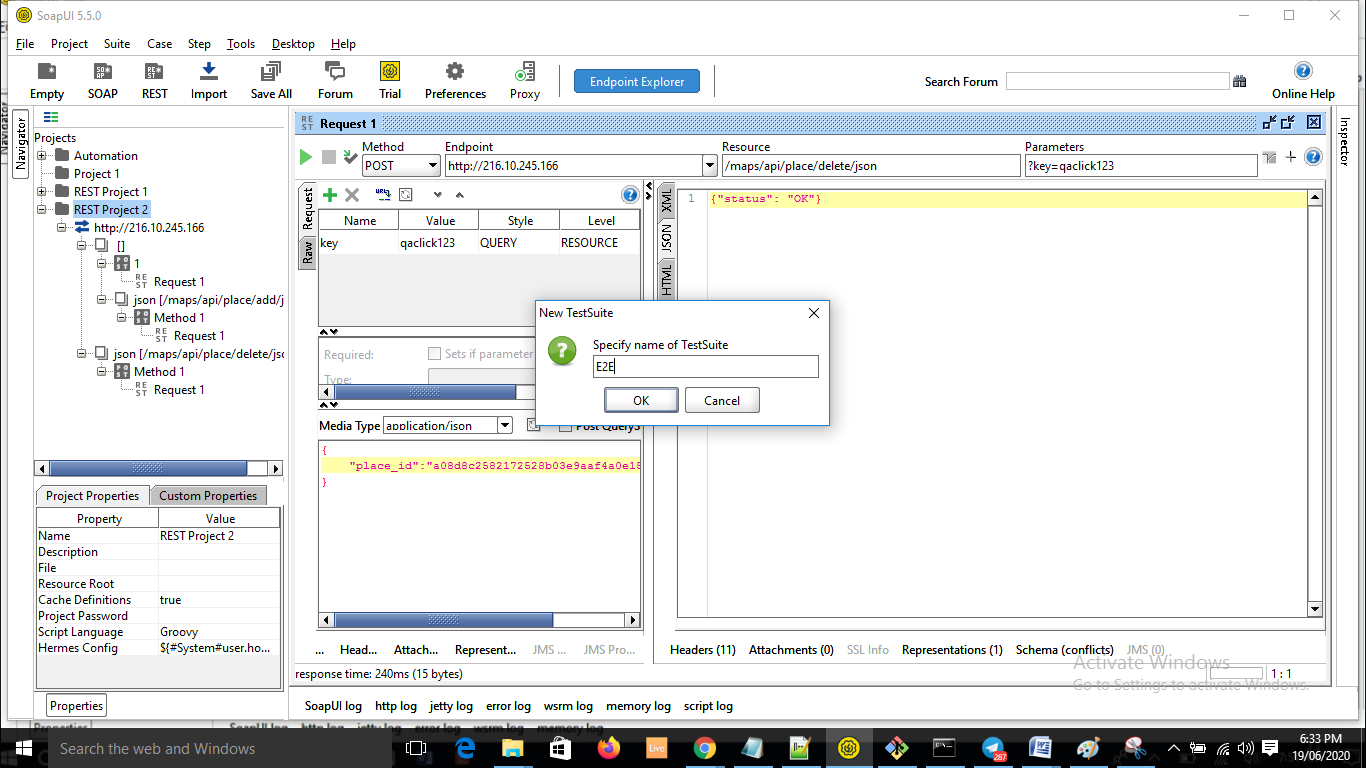 SoapUI 5.5.0
File Project Suite Case Step Tools Desktop Help
Empty SOAP REST Import Save All Forum Trial Preferences Proxy Endpoint Explorer Search Forum Online Help
Navigator
Projects
Automation
Project 1
REST Project 1
REST Project 2
http://216.10.245.166
[]
1
Request 1
json [/maps/api/place/add/j
Method 1
Request 1
json [/maps/api/place/delete/jso
Method 1
Request 1
Project Properties Custom Properties
Property Value
Name REST Project 2
Description
File
Resource Root
Cache Definitions true
Project Password
Script Language Groovy
Hermes Config ${#System#user.ho...
Properties
Request 1
Method Endpoint Resource Parameters
POST http://216.10.245.166 /maps/api/place/delete/json ?key=qaclick123
Request
Raw
Name Value Style Level
key qaclick123 QUERY RESOURCE
Required: Sets if parameter
Type:
Media Type application/json Post QueryS
{
"place_id":"a08d8c2582172528b03e9aaf4a0e15
}
... Head... Attach... Represent... JMS ... JMS Pro...
XML
JSON
HTML
1 {"status": "OK"}
Headers (11) Attachments (0) SSL Info Representations (1) Schema (conflicts) JMS (0)
Inspector
New TestSuite
Specify name of TestSuite
E2E
OK Cancel
response time: 240ms (15 bytes) 1 : 1
Activate Windows
Go to Settings to activate Windows.
SoapUI log http log jetty log error log wsrm log memory log script log
Search the web and Windows
Live
287
6:33 PM
19/06/2020